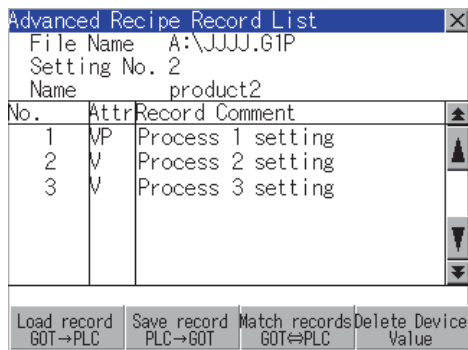 Advanced Recipe Record List
File Name A:\JJJJ.G1P
Setting No. 2
Name product2
No. Attr Record Comment
1 VP Process 1 setting
2 V Process 2 setting
3 V Process 3 setting
Load record Save record Match records Delete Device
GOT→PLC PLC→GOT GOT⇔PLC Value